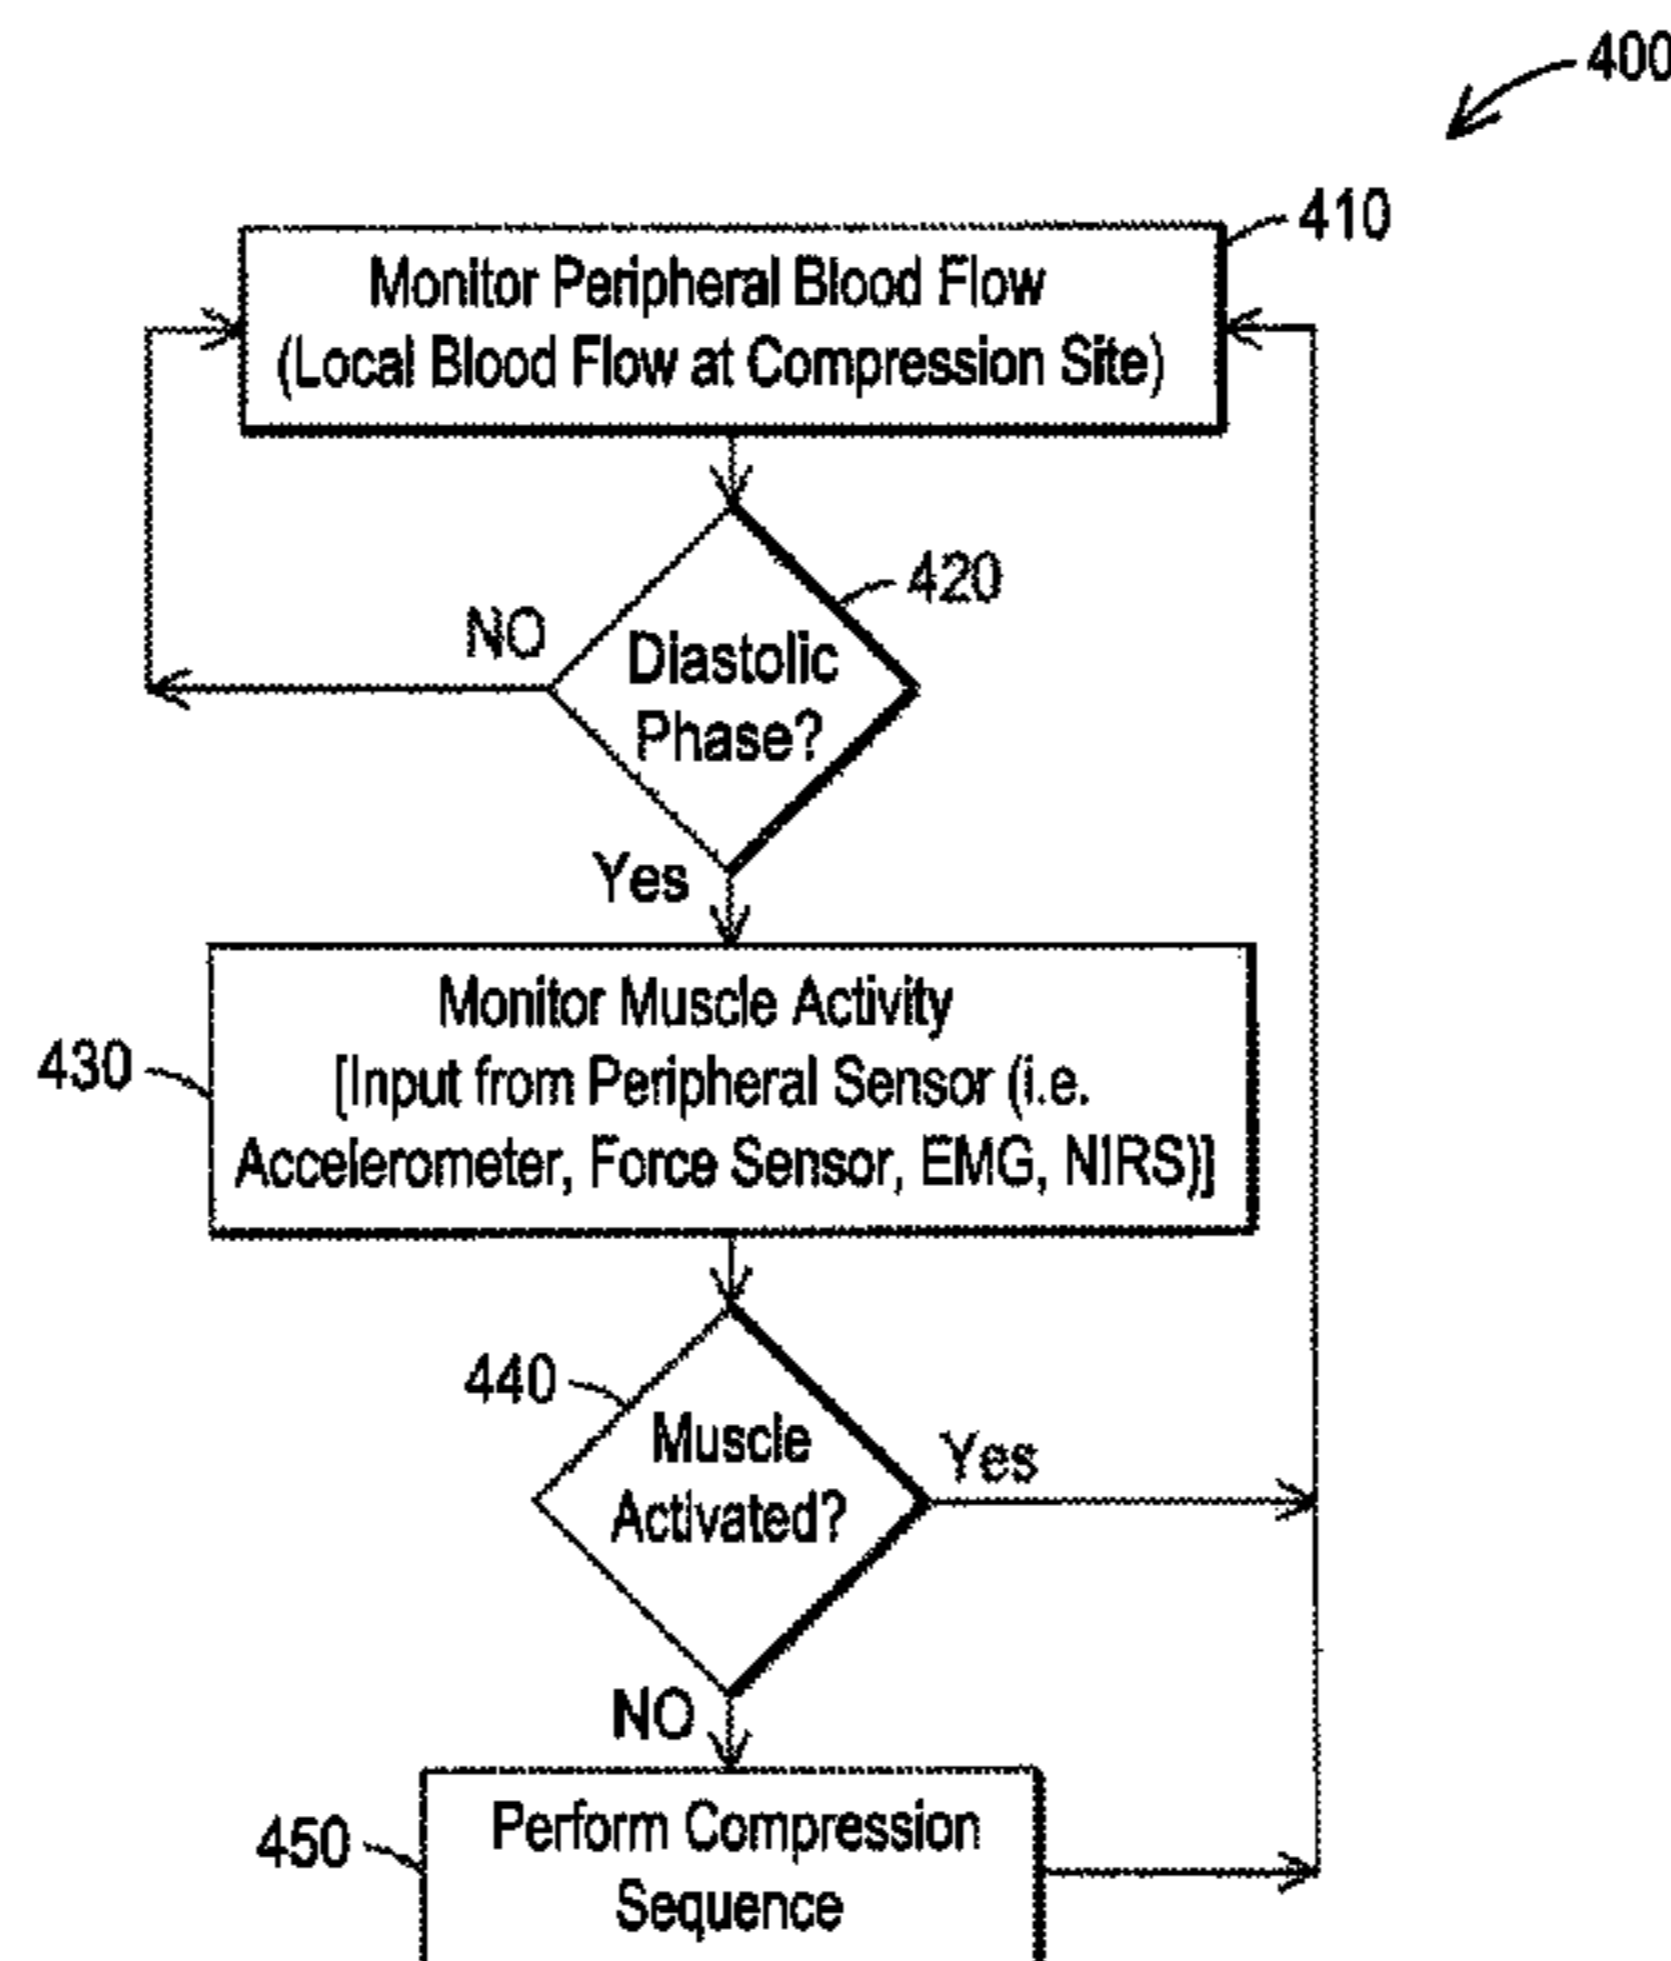 400
410
Monitor Peripheral Blood Flow
(Local Blood Flow at Compression Site)
420
NO
Diastolic
Phase?
Yes
Monitor Muscle Activity
430
[Input from Peripheral Sensor (i.e.
Accelerometer, Force Sensor, EMG, NIRS)]
440
Muscle
Yes
Activated?
NO
Perform Compression
450
Sequence